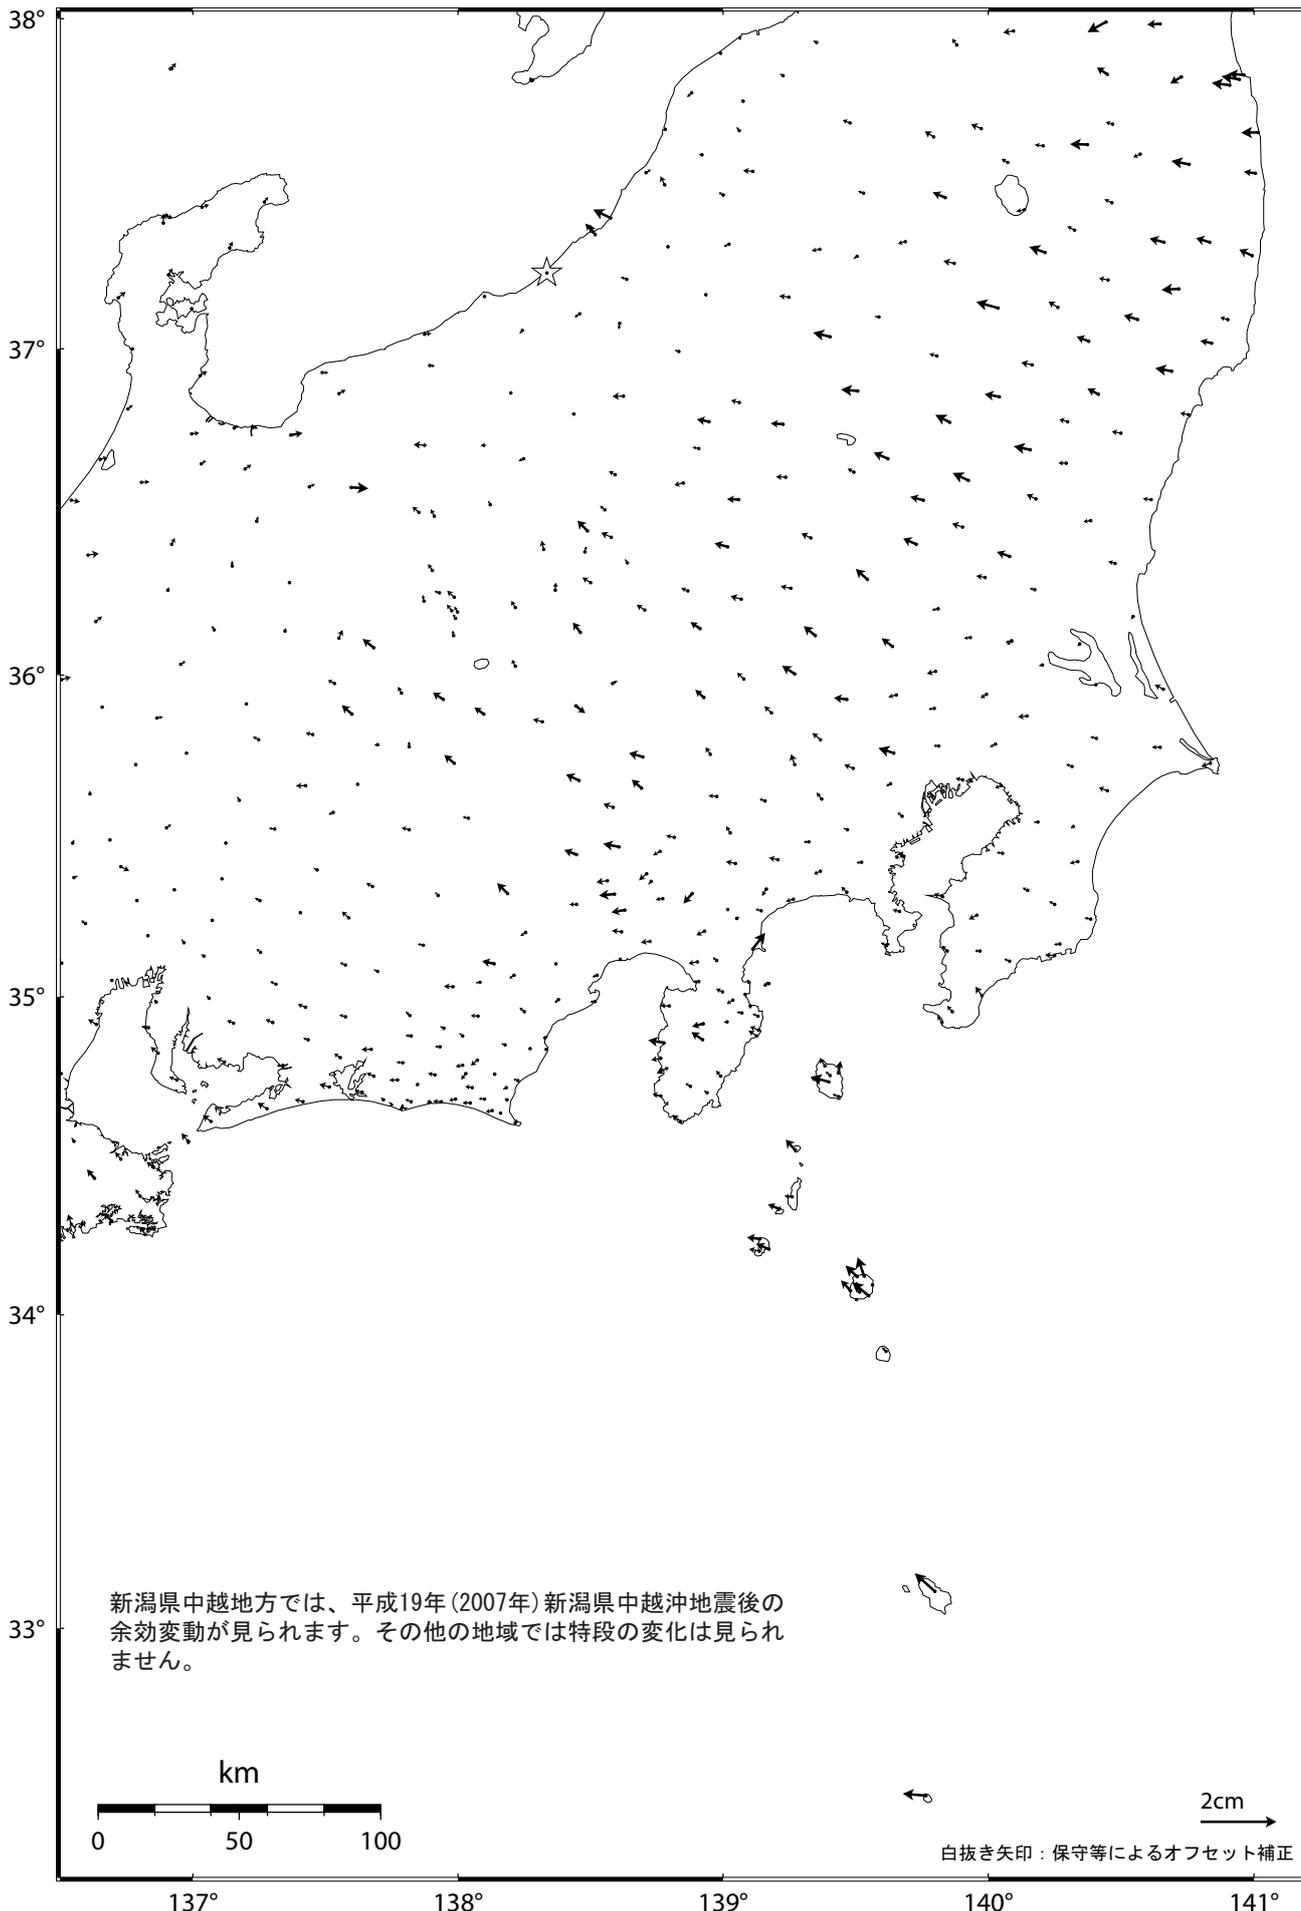 38°
37°
36°
35°
34°
33°
新潟県中越地方では、平成19年(2007年)新潟県中越沖地震後の
余効変動が見られます。その他の地域では特段の変化は見られ
ません。
km
0 50 100
2cm
白抜き矢印：保守等によるオフセット補正
137° 138° 139° 140° 141°